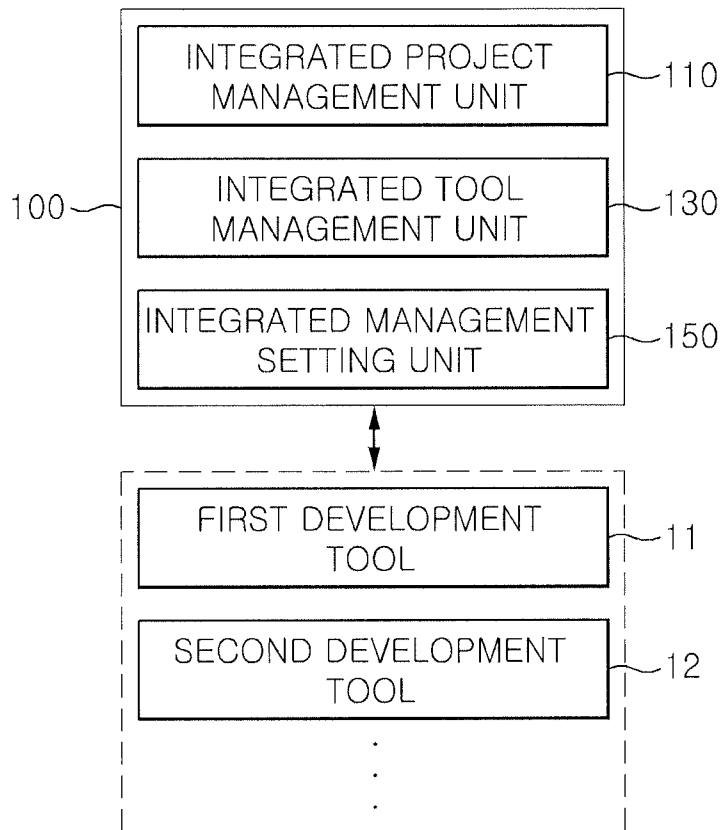 INTEGRATED PROJECT
MANAGEMENT UNIT
110
INTEGRATED TOOL
MANAGEMENT UNIT
100
130
INTEGRATED MANAGEMENT
SETTING UNIT
150
FIRST DEVELOPMENT
TOOL
11
SECOND DEVELOPMENT
TOOL
12